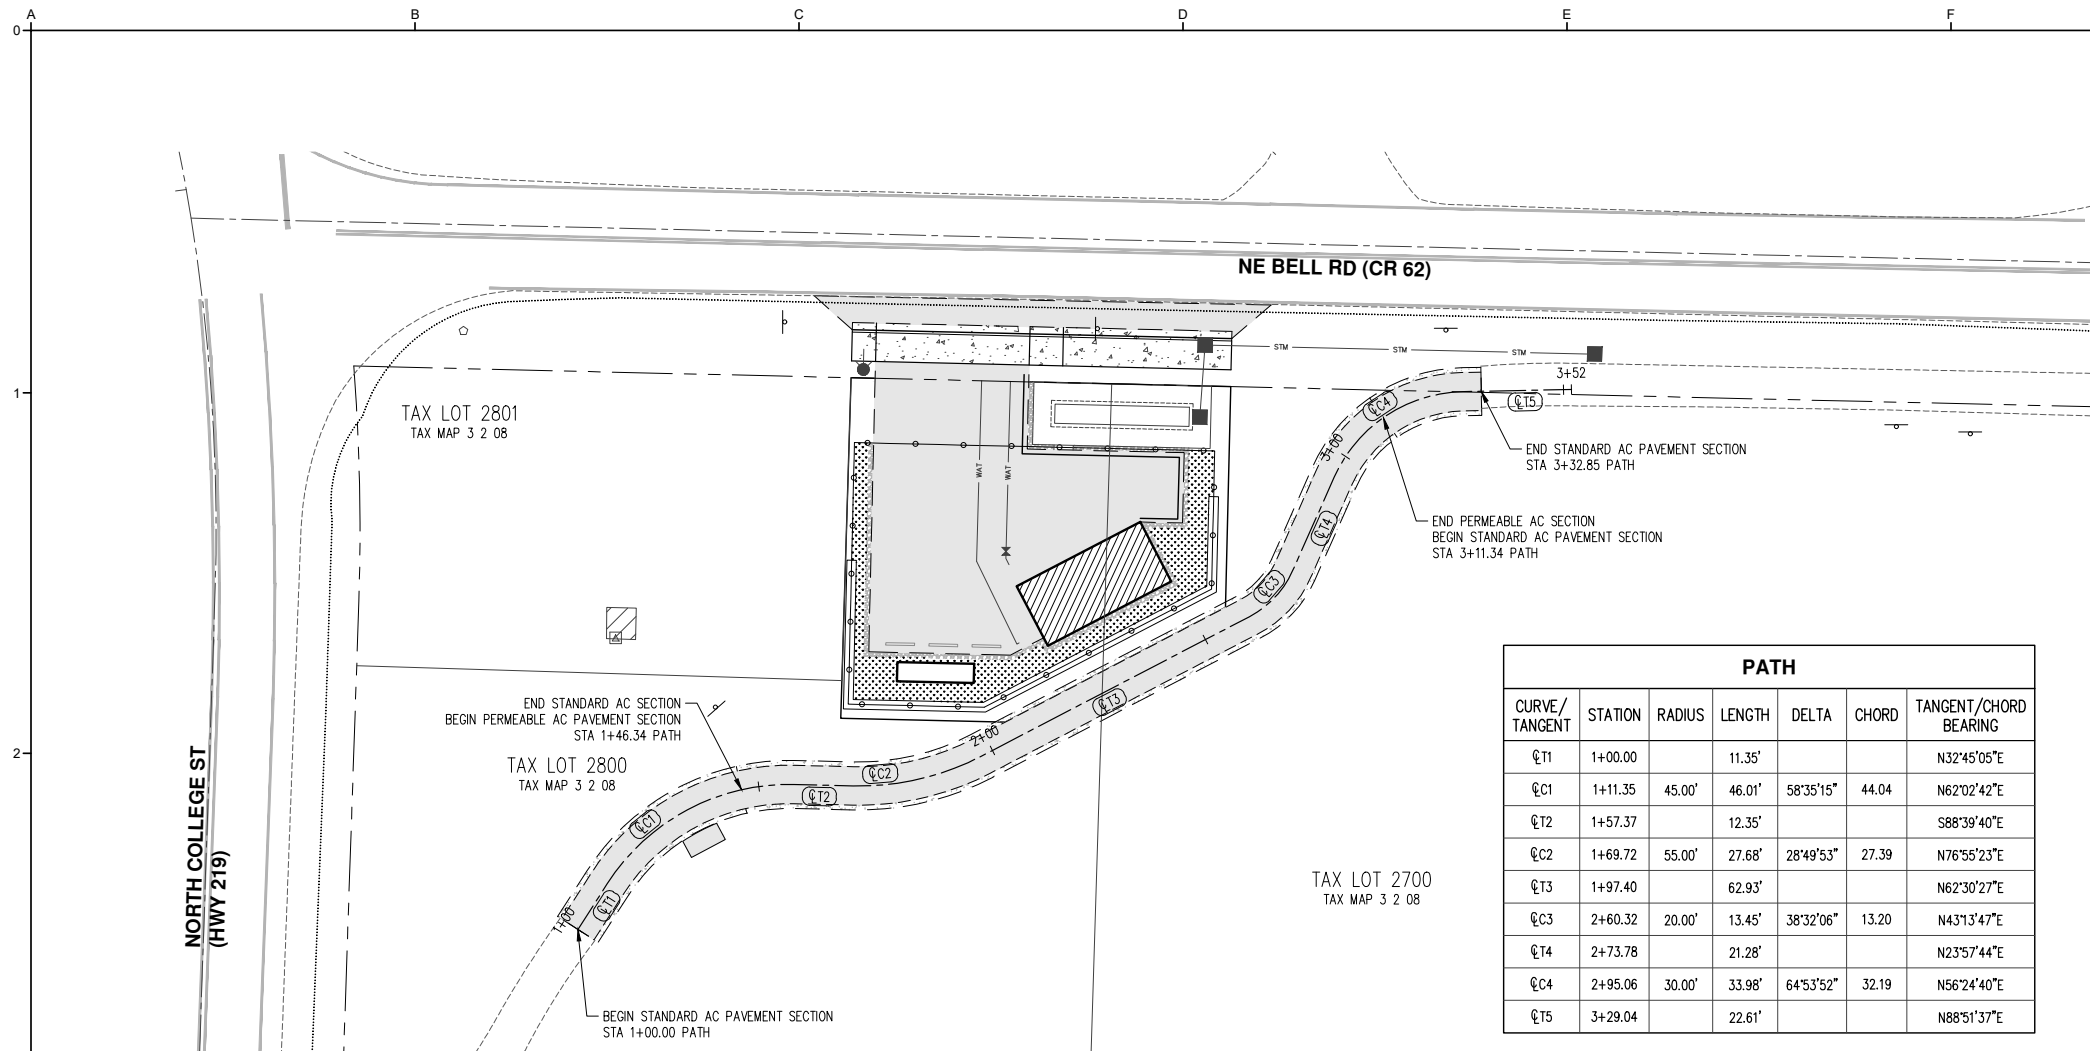 A B C D E F
0
1
2
NE BELL RD (CR 62)
NORTH COLLEGE ST
(HWY 219)
STM STM STM
3+52
TAX LOT 2801
TAX MAP 3 2 08
WAT
WAT
℄C4
℄T5
3+00
END STANDARD AC PAVEMENT SECTION
STA 3+32.85 PATH
℄T4
END PERMEABLE AC SECTION
BEGIN STANDARD AC PAVEMENT SECTION
STA 3+11.34 PATH
℄C3
℄T3
END STANDARD AC SECTION
BEGIN PERMEABLE AC PAVEMENT SECTION
STA 1+46.34 PATH
2+00
TAX LOT 2800
TAX MAP 3 2 08
℄C2
℄T2
℄C1
℄T1
1+00
BEGIN STANDARD AC PAVEMENT SECTION
STA 1+00.00 PATH
TAX LOT 2700
TAX MAP 3 2 08
PATH
CURVE/TANGENT STATION RADIUS LENGTH DELTA CHORD TANGENT/CHORD BEARING
℄T1 1+00.00 11.35' N32°45'05"E
℄C1 1+11.35 45.00' 46.01' 58°35'15" 44.04 N62°02'42"E
℄T2 1+57.37 12.35' S88°39'40"E
℄C2 1+69.72 55.00' 27.68' 28°49'53" 27.39 N76°55'23"E
℄T3 1+97.40 62.93' N62°30'27"E
℄C3 2+60.32 20.00' 13.45' 38°32'06" 13.20 N43°13'47"E
℄T4 2+73.78 21.28' N23°57'44"E
℄C4 2+95.06 30.00' 33.98' 64°53'52" 32.19 N56°24'40"E
℄T5 3+29.04 22.61' N88°51'37"E